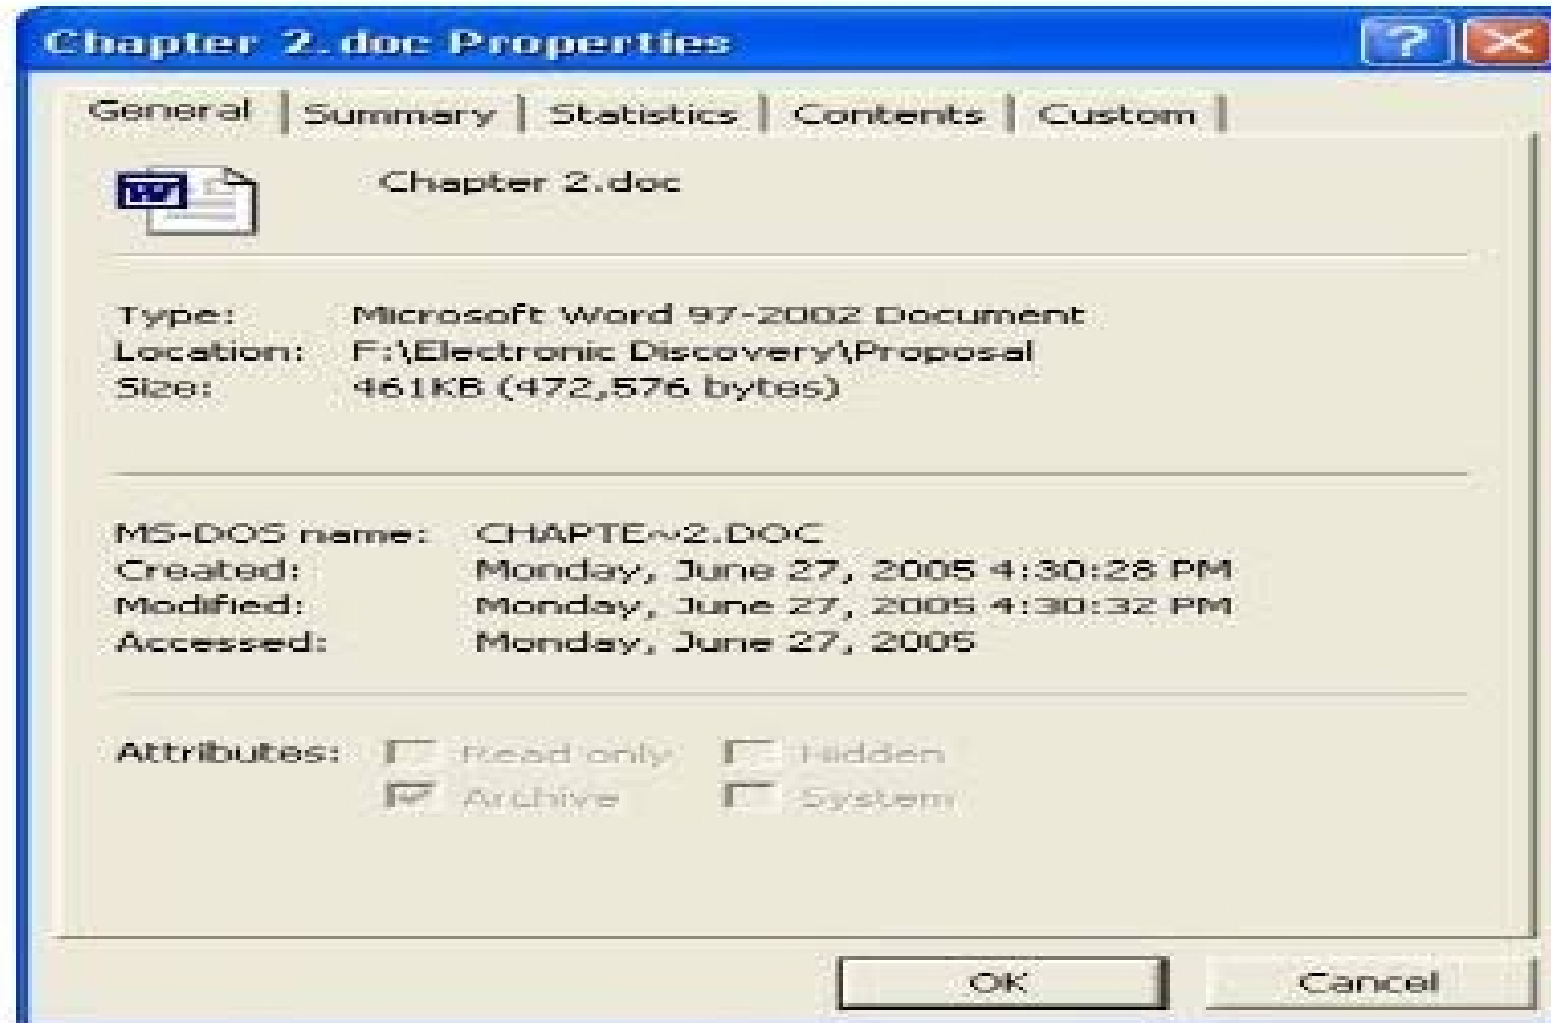 Chapter 2.doc Properties
General Summary Statistics Contents Custom
W
Chapter 2.doc
Type: Microsoft Word 97-2002 Document
Location: F:\Electronic Discovery\Proposal
Size: 461KB (472,576 bytes)
MS-DOS name: CHAPTE~2.DOC
Created: Monday, June 27, 2005 4:30:28 PM
Modified: Monday, June 27, 2005 4:30:32 PM
Accessed: Monday, June 27, 2005
Attributes: Read only Hidden
Archive System
OK Cancel